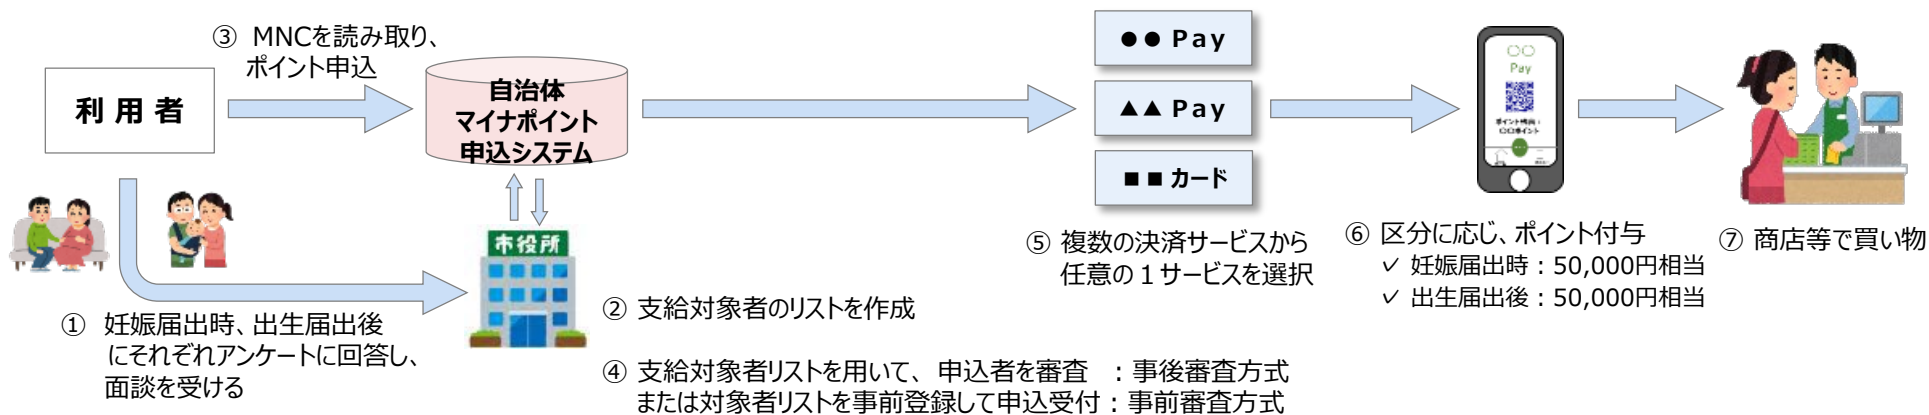 ③ MNCを読み取り、
ポイント申込
利用者
自治体
マイナポイント
申込システム
●● Pay
▲▲ Pay
■■ カード
〇〇
Pay
〇〇ポイント
市役所
① 妊娠届出時、出生届出後
にそれぞれアンケートに回答し、
面談を受ける
② 支給対象者のリストを作成
④ 支給対象者リストを用いて、申込者を審査 ：事後審査方式
または対象者リストを事前登録して申込受付：事前審査方式
⑤ 複数の決済サービスから
任意の１サービスを選択
⑥ 区分に応じ、ポイント付与
✓ 妊娠届出時：50,000円相当
✓ 出生届出後：50,000円相当
⑦ 商店等で買い物